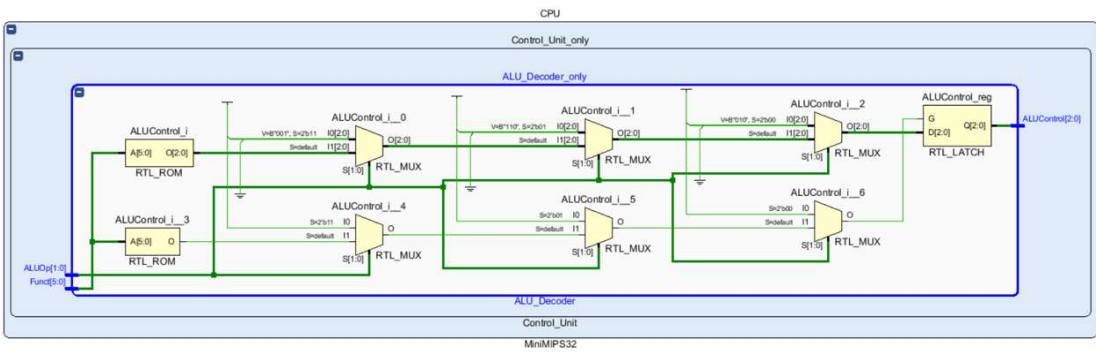 CPU
Control_Unit_only
ALU_Decoder_only
ALUControl_i
A[5:0] O[2:0]
RTL_ROM
ALUControl_i__0
V=B"001", S=2'b11 I0[2:0]
S=default I1[2:0]
O[2:0]
S[1:0]
RTL_MUX
ALUControl_i__1
V=B"110", S=2'b01 I0[2:0]
S=default I1[2:0]
O[2:0]
S[1:0]
RTL_MUX
ALUControl_i__2
V=B"010", S=2'b00 I0[2:0]
S=default I1[2:0]
O[2:0]
S[1:0]
RTL_MUX
ALUControl_reg
G
D[2:0]
Q[2:0]
RTL_LATCH
ALUControl[2:0]
ALUControl_i__3
A[5:0] O
RTL_ROM
ALUControl_i__4
S=2'b11 I0
S=default I1
O
S[1:0]
RTL_MUX
ALUControl_i__5
S=2'b01 I0
S=default I1
O
S[1:0]
RTL_MUX
ALUControl_i__6
S=2'b00 I0
S=default I1
O
S[1:0]
RTL_MUX
ALUOp[1:0]
Funct[5:0]
ALU_Decoder
Control_Unit
MiniMIPS32